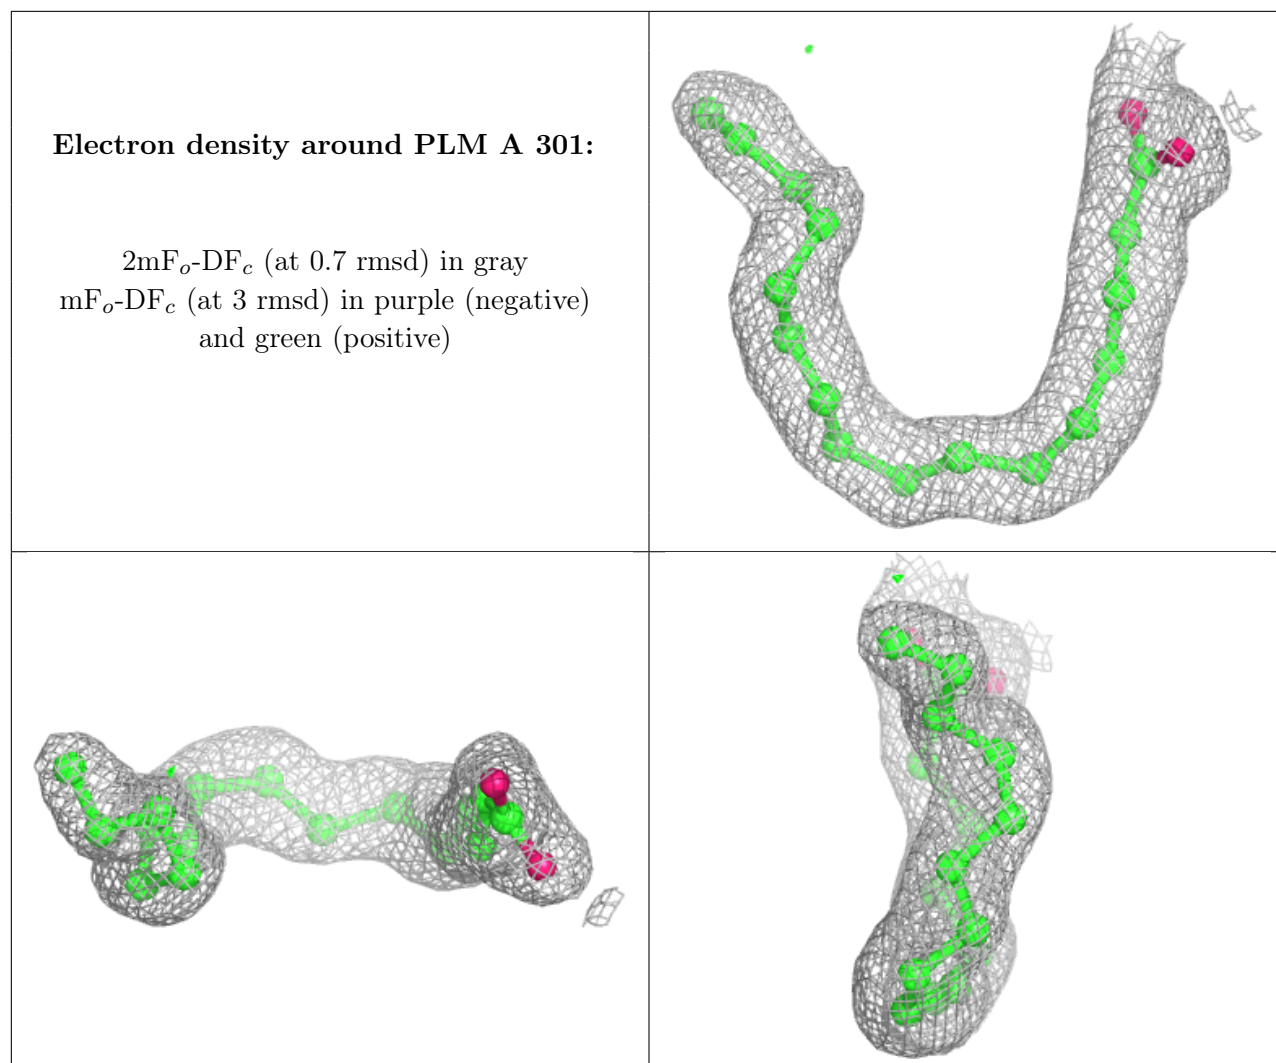 Electron density around PLM A 301:
2mFo-DFc (at 0.7 rmsd) in gray
mFo-DFc (at 3 rmsd) in purple (negative)
and green (positive)